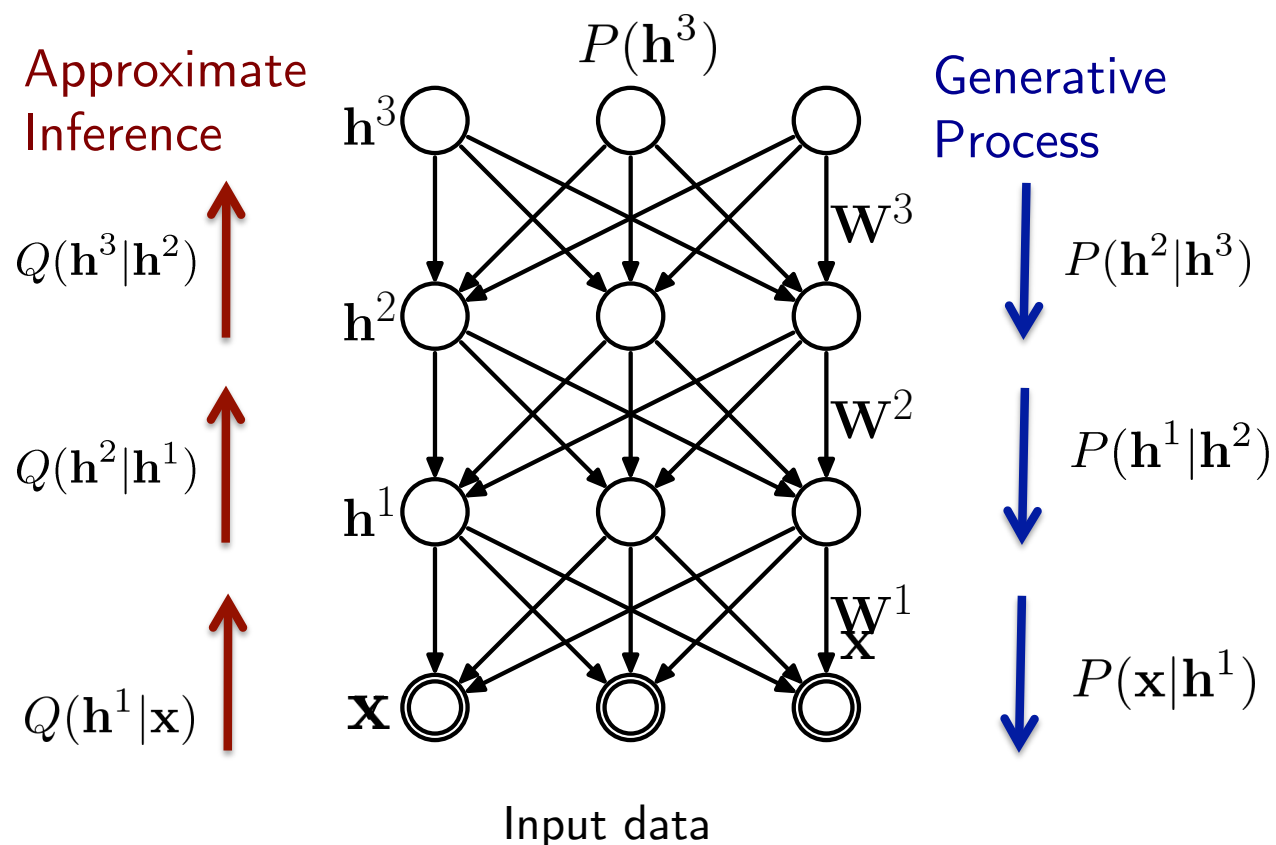 Approximate
Inference
P(h³)
Generative
Process
h³
W³
Q(h³|h²)
P(h²|h³)
h²
W²
Q(h²|h¹)
P(h¹|h²)
h¹
W¹
x
Q(h¹|x)
x
P(x|h¹)
Input data